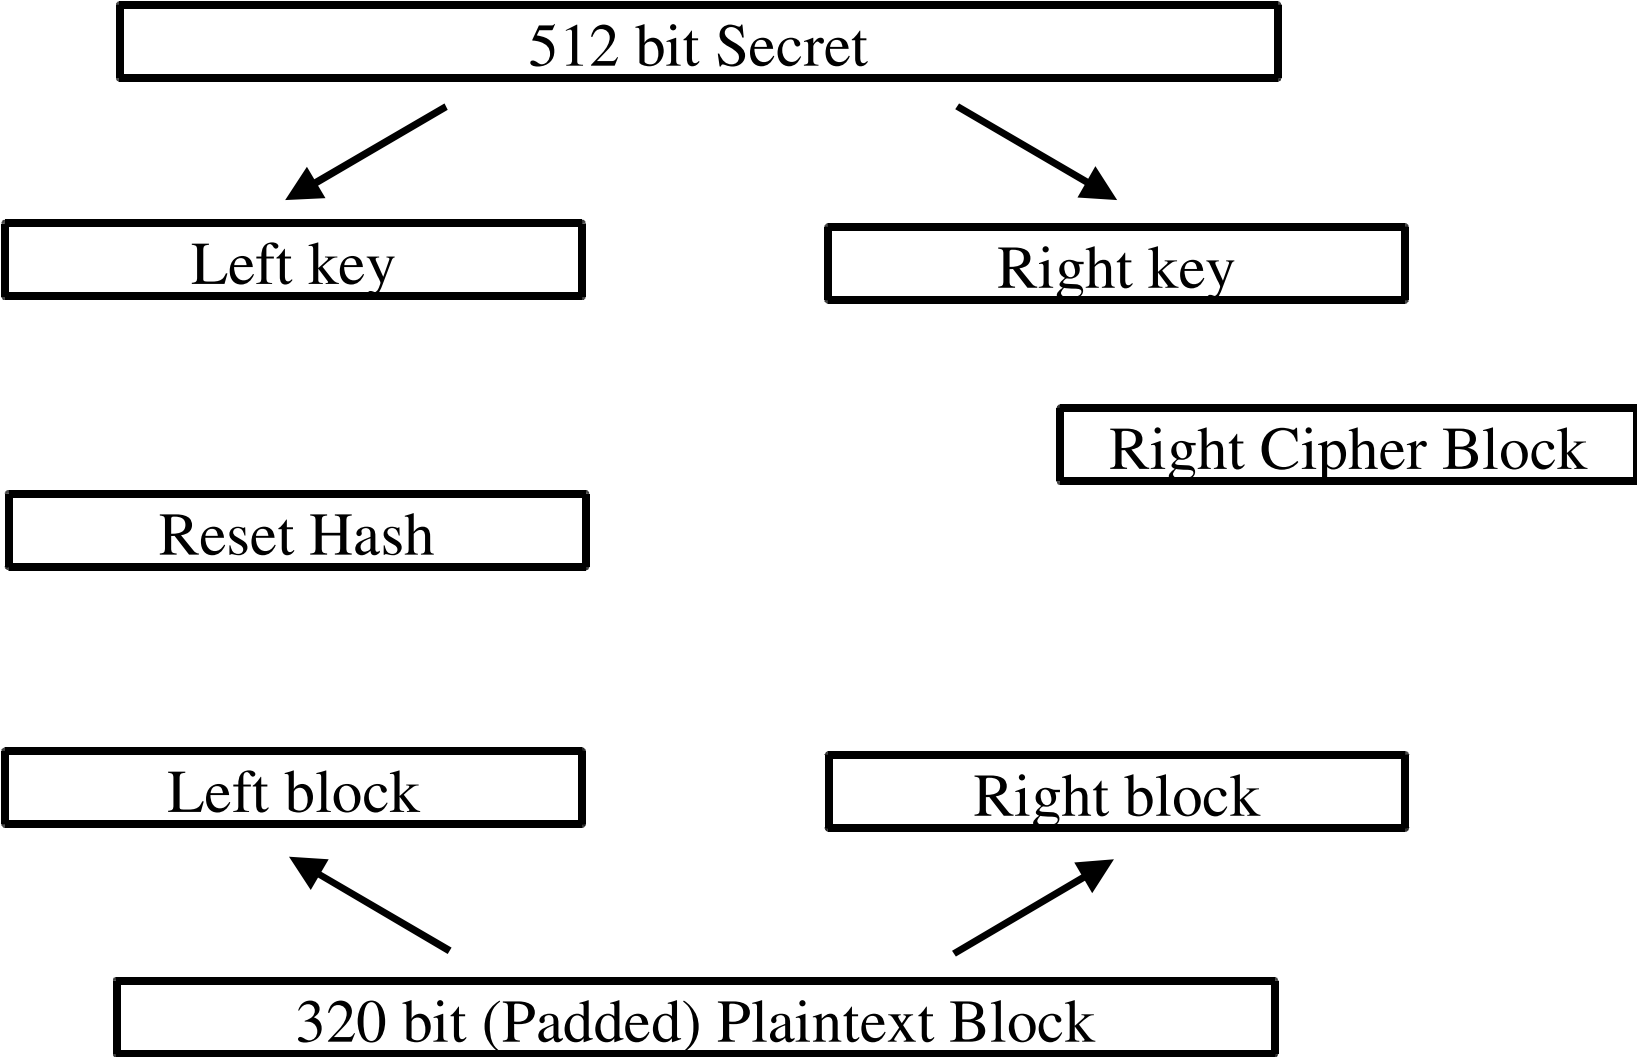 512 bit Secret
Left key
Right key
Right Cipher Block
Reset Hash
Left block
Right block
320 bit (Padded) Plaintext Block